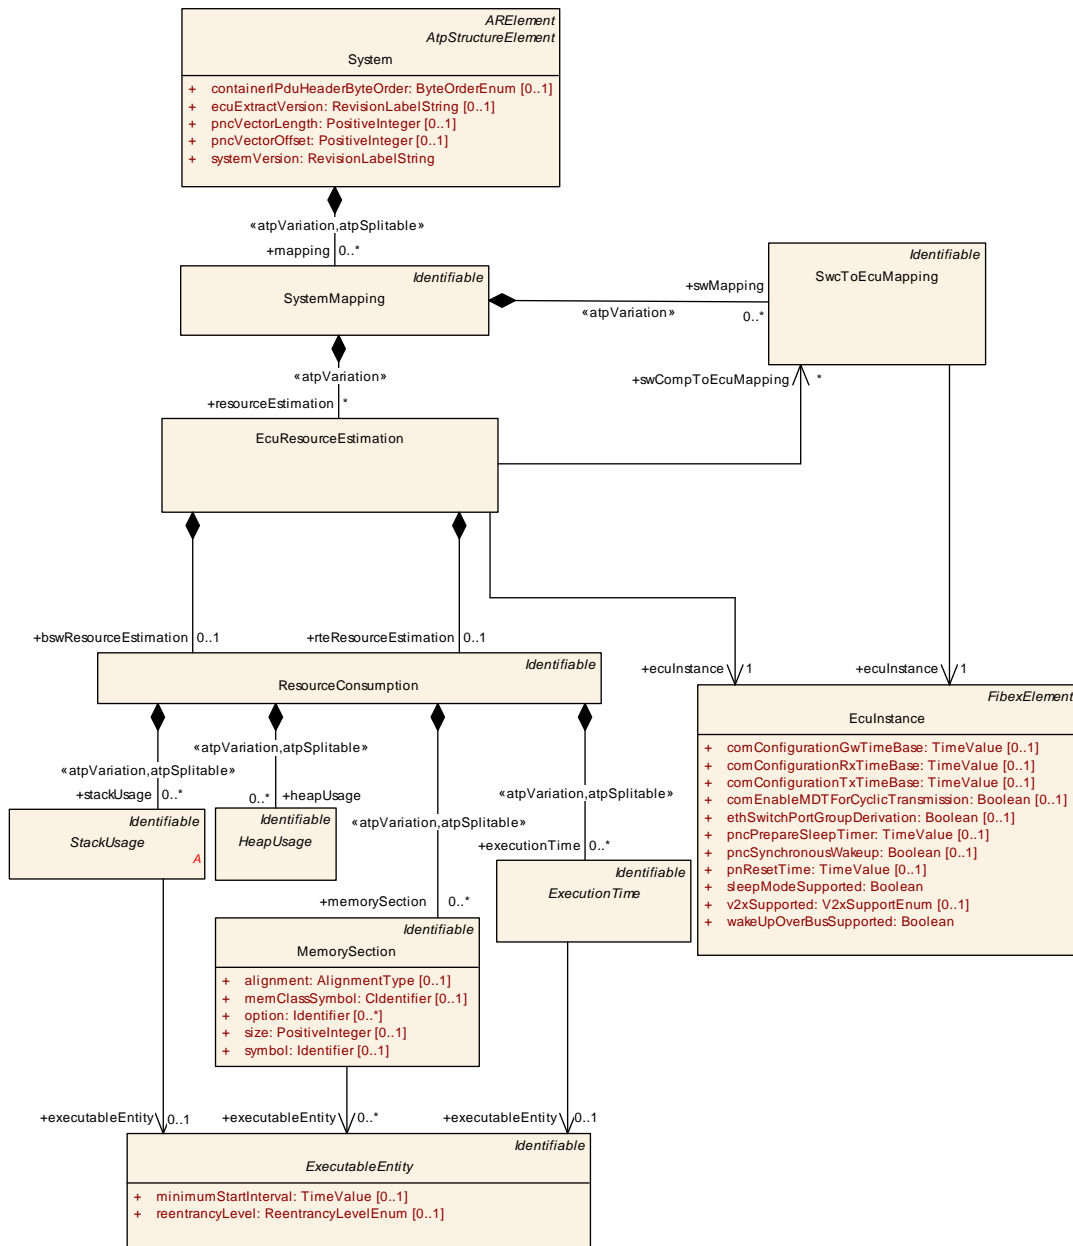 ARElement
AtpStructureElement
System
+ containerIPduHeaderByteOrder: ByteOrderEnum [0..1]
+ ecuExtractVersion: RevisionLabelString [0..1]
+ pncVectorLength: PositiveInteger [0..1]
+ pncVectorOffset: PositiveInteger [0..1]
+ systemVersion: RevisionLabelString
«atpVariation,atpSplitable»
+mapping 0..*
Identifiable
SystemMapping
+swMapping
«atpVariation»
0..*
Identifiable
SwcToEcuMapping
«atpVariation»
+swCompToEcuMapping *
+resourceEstimation *
EcuResourceEstimation
+bswResourceEstimation 0..1
+rteResourceEstimation 0..1
+ecuInstance 1
+ecuInstance 1
Identifiable
ResourceConsumption
FibexElement
EcuInstance
+ comConfigurationGwTimeBase: TimeValue [0..1]
+ comConfigurationRxTimeBase: TimeValue [0..1]
+ comConfigurationTxTimeBase: TimeValue [0..1]
+ comEnableMDTForCyclicTransmission: Boolean [0..1]
+ ethSwitchPortGroupDerivation: Boolean [0..1]
+ pncPrepareSleepTimer: TimeValue [0..1]
+ pncSynchronousWakeup: Boolean [0..1]
+ pnResetTime: TimeValue [0..1]
+ sleepModeSupported: Boolean
+ v2xSupported: V2xSupportEnum [0..1]
+ wakeUpOverBusSupported: Boolean
«atpVariation,atpSplitable»
«atpVariation,atpSplitable»
+stackUsage 0..*
0..* +heapUsage
«atpVariation,atpSplitable»
«atpVariation,atpSplitable»
+executionTime 0..*
Identifiable
StackUsage
A
Identifiable
HeapUsage
Identifiable
ExecutionTime
+memorySection 0..*
Identifiable
MemorySection
+ alignment: AlignmentType [0..1]
+ memClassSymbol: CIdentifier [0..1]
+ option: Identifier [0..*]
+ size: PositiveInteger [0..1]
+ symbol: Identifier [0..1]
+executableEntity 0..1
+executableEntity 0..*
+executableEntity 0..1
Identifiable
ExecutableEntity
+ minimumStartInterval: TimeValue [0..1]
+ reentrancyLevel: ReentrancyLevelEnum [0..1]